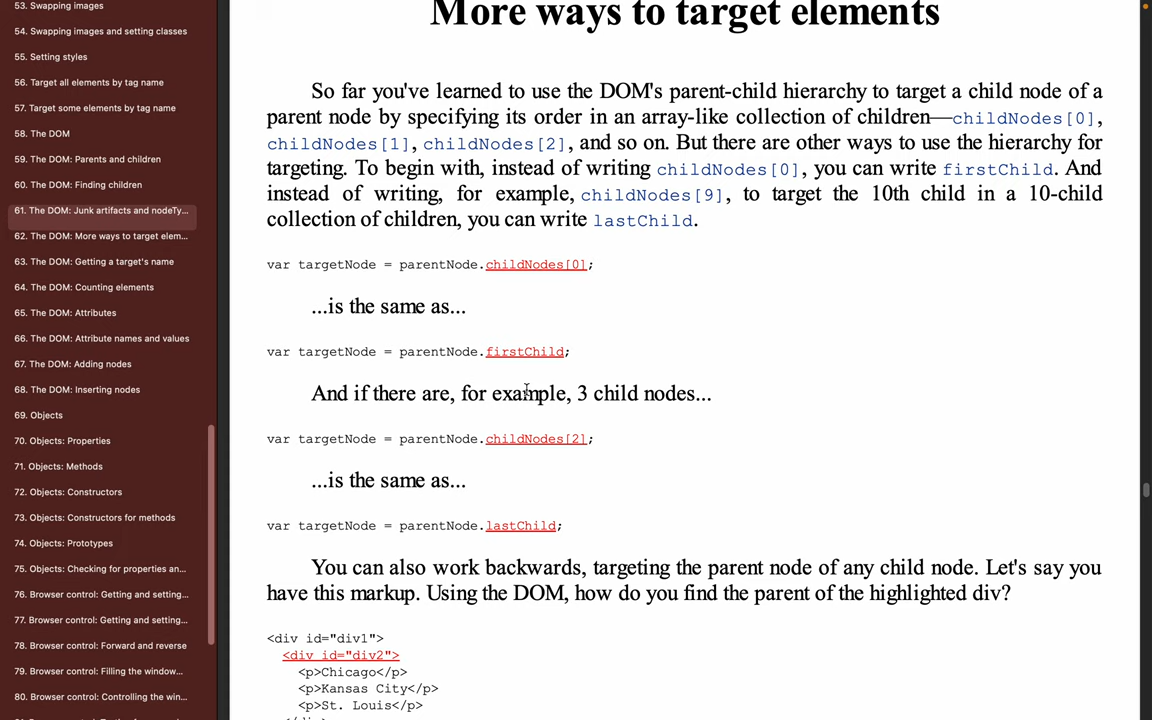 53. Swapping images
54. Swapping images and setting classes
55. Setting styles
56. Target all elements by tag name
57. Target some elements by tag name
58. The DOM
59. The DOM: Parents and children
60. The DOM: Finding children
61. The DOM: Junk artifacts and nodeTy...
62. The DOM: More ways to target elem...
63. The DOM: Getting a target's name
64. The DOM: Counting elements
65. The DOM: Attributes
66. The DOM: Attribute names and values
67. The DOM: Adding nodes
68. The DOM: Inserting nodes
69. Objects
70. Objects: Properties
71. Objects: Methods
72. Objects: Constructors
73. Objects: Constructors for methods
74. Objects: Prototypes
75. Objects: Checking for properties an...
76. Browser control: Getting and setting...
77. Browser control: Getting and setting...
78. Browser control: Forward and reverse
79. Browser control: Filling the window...
80. Browser control: Controlling the win...
More ways to target elements
So far you've learned to use the DOM's parent-child hierarchy to target a child node of a
parent node by specifying its order in an array-like collection of children—childNodes[0],
childNodes[1], childNodes[2], and so on. But there are other ways to use the hierarchy for
targeting. To begin with, instead of writing childNodes[0], you can write firstChild. And
instead of writing, for example, childNodes[9], to target the 10th child in a 10-child
collection of children, you can write lastChild.
var targetNode = parentNode.childNodes[0];
...is the same as...
var targetNode = parentNode.firstChild;
And if there are, for example, 3 child nodes...
var targetNode = parentNode.childNodes[2];
...is the same as...
var targetNode = parentNode.lastChild;
You can also work backwards, targeting the parent node of any child node. Let's say you
have this markup. Using the DOM, how do you find the parent of the highlighted div?
<div id="div1">
<div id="div2">
<p>Chicago</p>
<p>Kansas City</p>
<p>St. Louis</p>